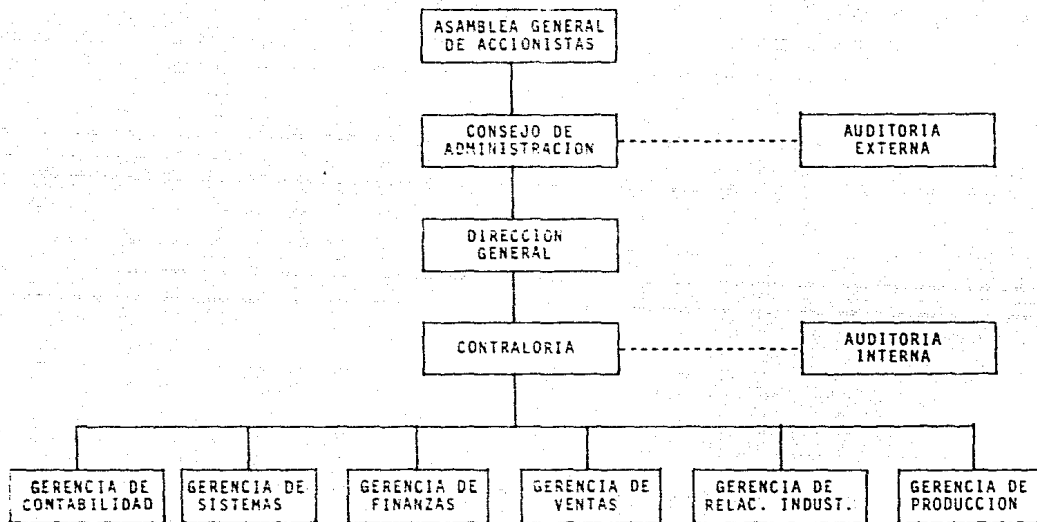 ASAMBLEA GENERAL
DE ACCIONISTAS
CONSEJO DE
ADMINISTRACION
AUDITORIA
EXTERNA
DIRECCION
GENERAL
CONTRALORIA
AUDITORIA
INTERNA
GERENCIA DE
CONTABILIDAD
GERENCIA DE
SISTEMAS
GERENCIA DE
FINANZAS
GERENCIA DE
VENTAS
GERENCIA DE
RELAC. INDUST.
GERENCIA DE
PRODUCCION